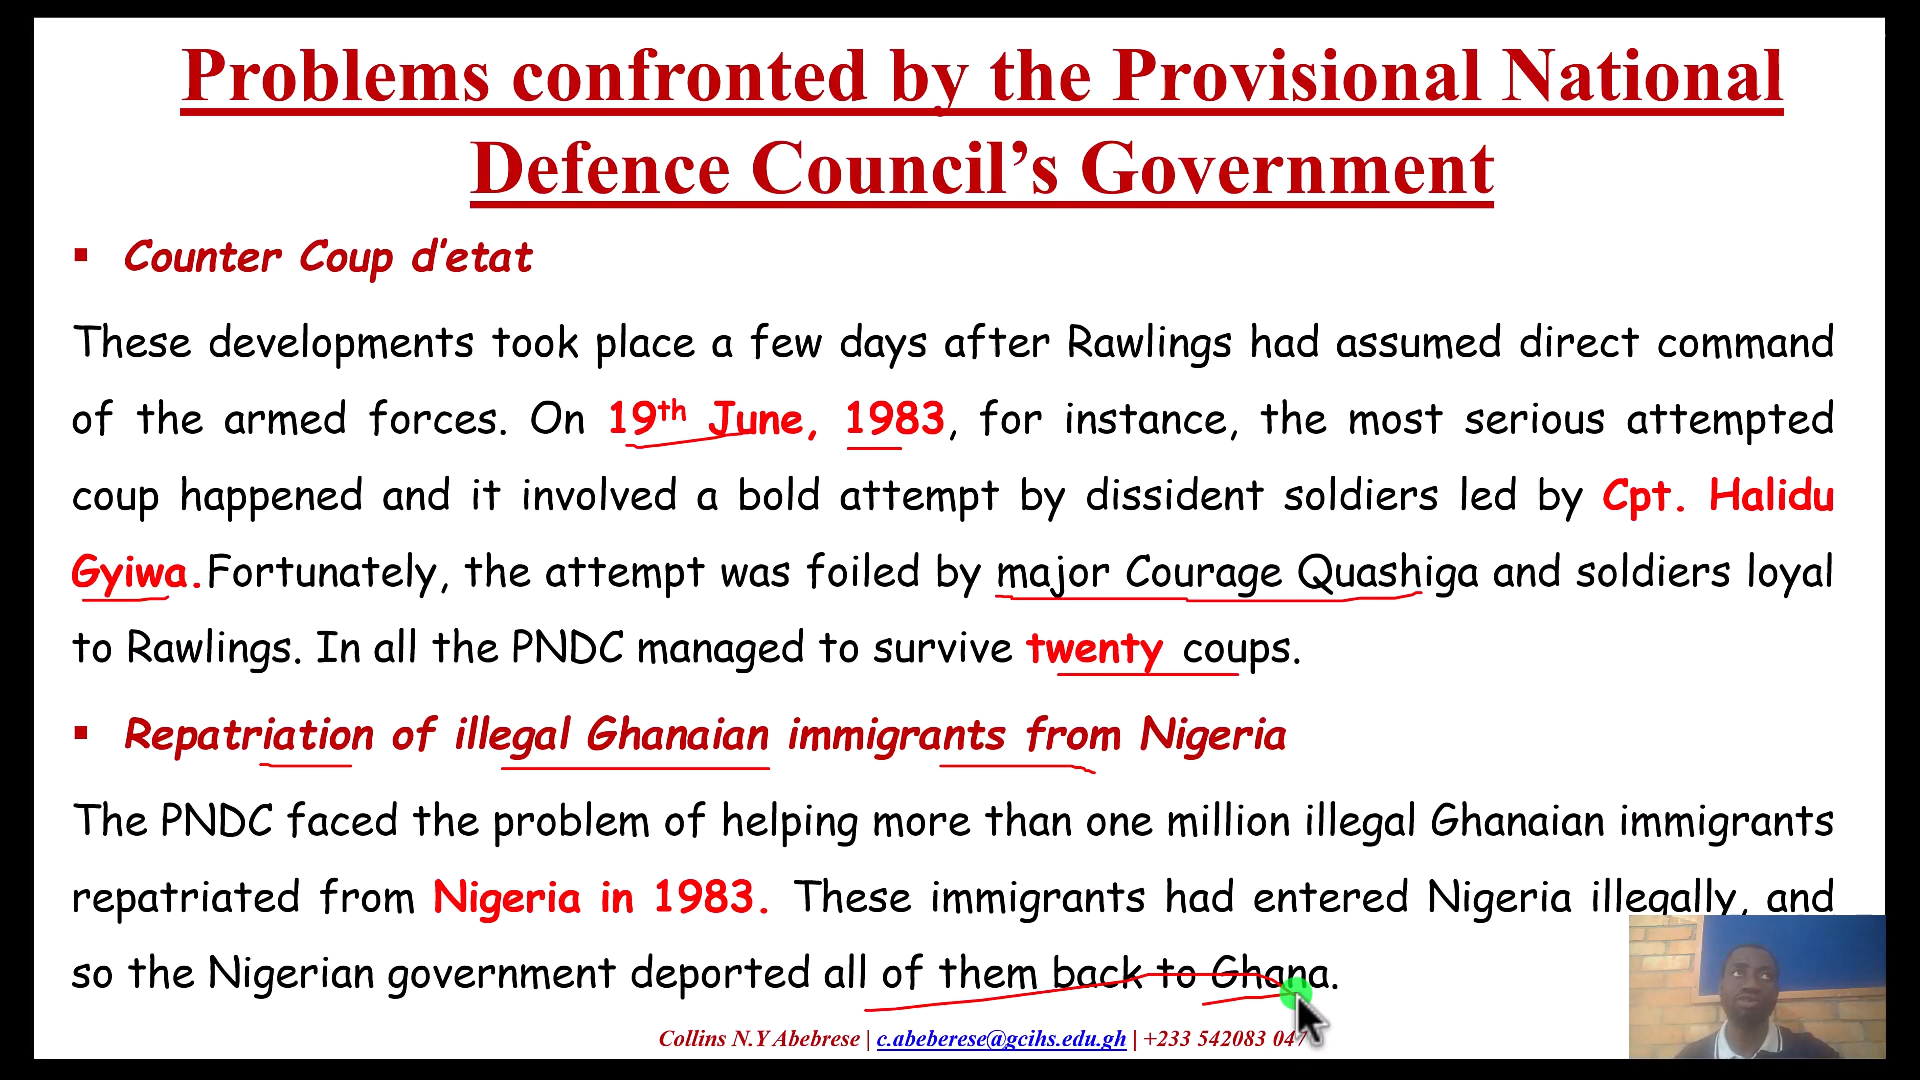 Problems confronted by the Provisional National
Defence Council’s Government
▪ Counter Coup d’etat
These developments took place a few days after Rawlings had assumed direct command
of the armed forces. On 19th June, 1983, for instance, the most serious attempted
coup happened and it involved a bold attempt by dissident soldiers led by Cpt. Halidu
Gyiwa.Fortunately, the attempt was foiled by major Courage Quashiga and soldiers loyal
to Rawlings. In all the PNDC managed to survive twenty coups.
▪ Repatriation of illegal Ghanaian immigrants from Nigeria
The PNDC faced the problem of helping more than one million illegal Ghanaian immigrants
repatriated from Nigeria in 1983. These immigrants had entered Nigeria illegally, and
so the Nigerian government deported all of them back to Ghana.
Collins N.Y Abebrese | c.abeberese@gcihs.edu.gh | +233 542083 047